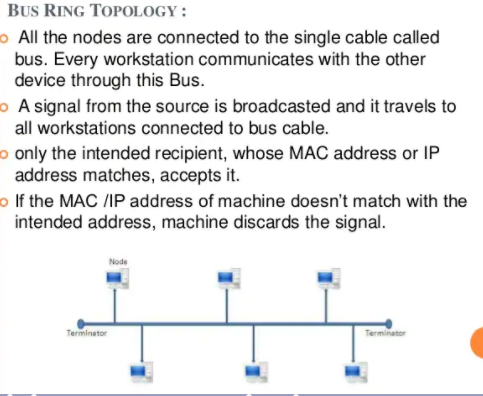 BUS RING TOPOLOGY :
All the nodes are connected to the single cable called
bus. Every workstation communicates with the other
device through this Bus.
A signal from the source is broadcasted and it travels to
all workstations connected to bus cable.
only the intended recipient, whose MAC address or IP
address matches, accepts it.
If the MAC /IP address of machine doesn't match with the
intended address, machine discards the signal.
Node
Terminator
Terminator